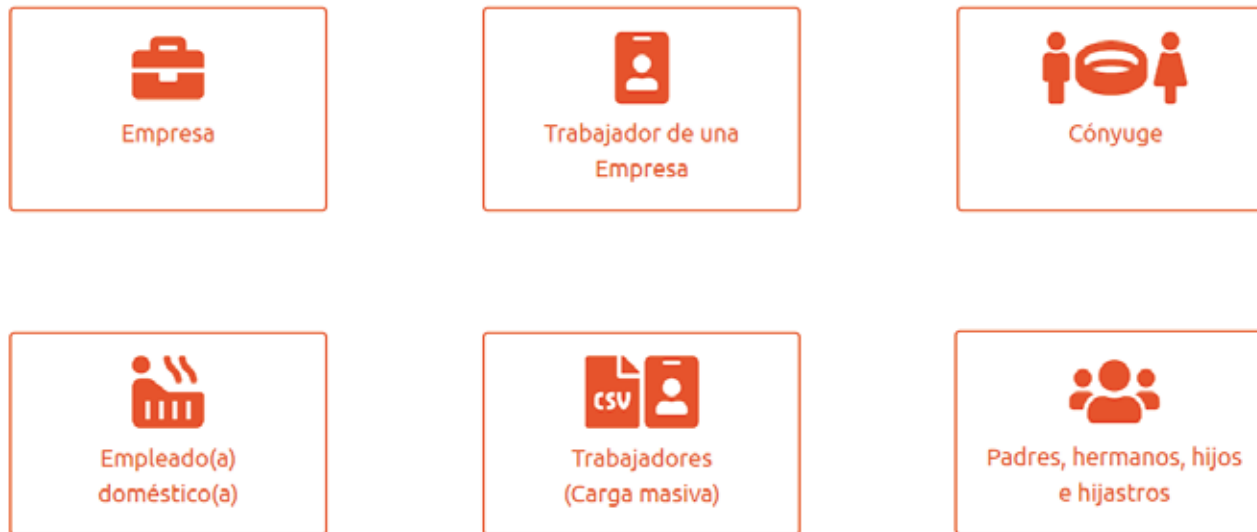 Empresa
Trabajador de una
Empresa
Cónyuge
Empleado(a)
doméstico(a)
CSV
Trabajadores
(Carga masiva)
Padres, hermanos, hijos
e hijastros